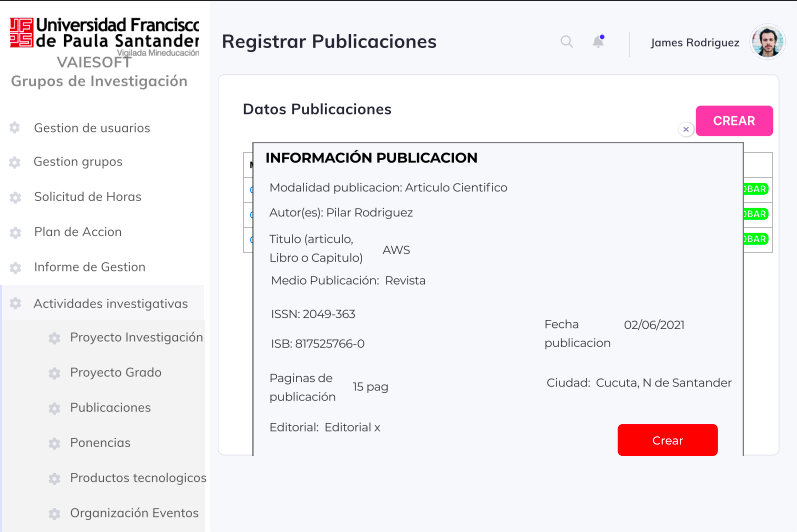 Universidad Francisco
de Paula Santander
Vigilada Mineducación
VAIESOFT
Grupos de Investigación
Gestion de usuarios
Gestion grupos
Solicitud de Horas
Plan de Accion
Informe de Gestion
Actividades investigativas
Proyecto Investigación
Proyecto Grado
Publicaciones
Ponencias
Productos tecnologicos
Organización Eventos
Registrar Publicaciones
James Rodriguez
Datos Publicaciones
CREAR
INFORMACIÓN PUBLICACION
Modalidad publicacion: Articulo Cientifico
Autor(es): Pilar Rodriguez
Titulo (articulo,
Libro o Capitulo) AWS
Medio Publicación: Revista
ISSN: 2049-363
ISB: 817525766-0
Fecha
publicacion 02/06/2021
Paginas de
publicación 15 pag
Ciudad: Cucuta, N de Santander
Editorial: Editorial x
Crear
OBAR
OBAR
OBAR